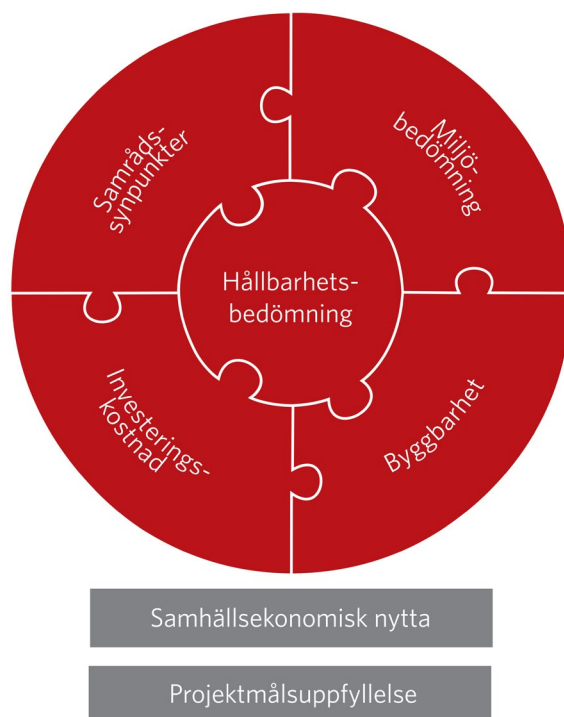 Samråds-
synpunkter
Miljö-
bedömning
Hållbarhets-
bedömning
Investerings-
kostnad
Byggbarhet
Samhällsekonomisk nytta
Projektmålsuppfyllelse